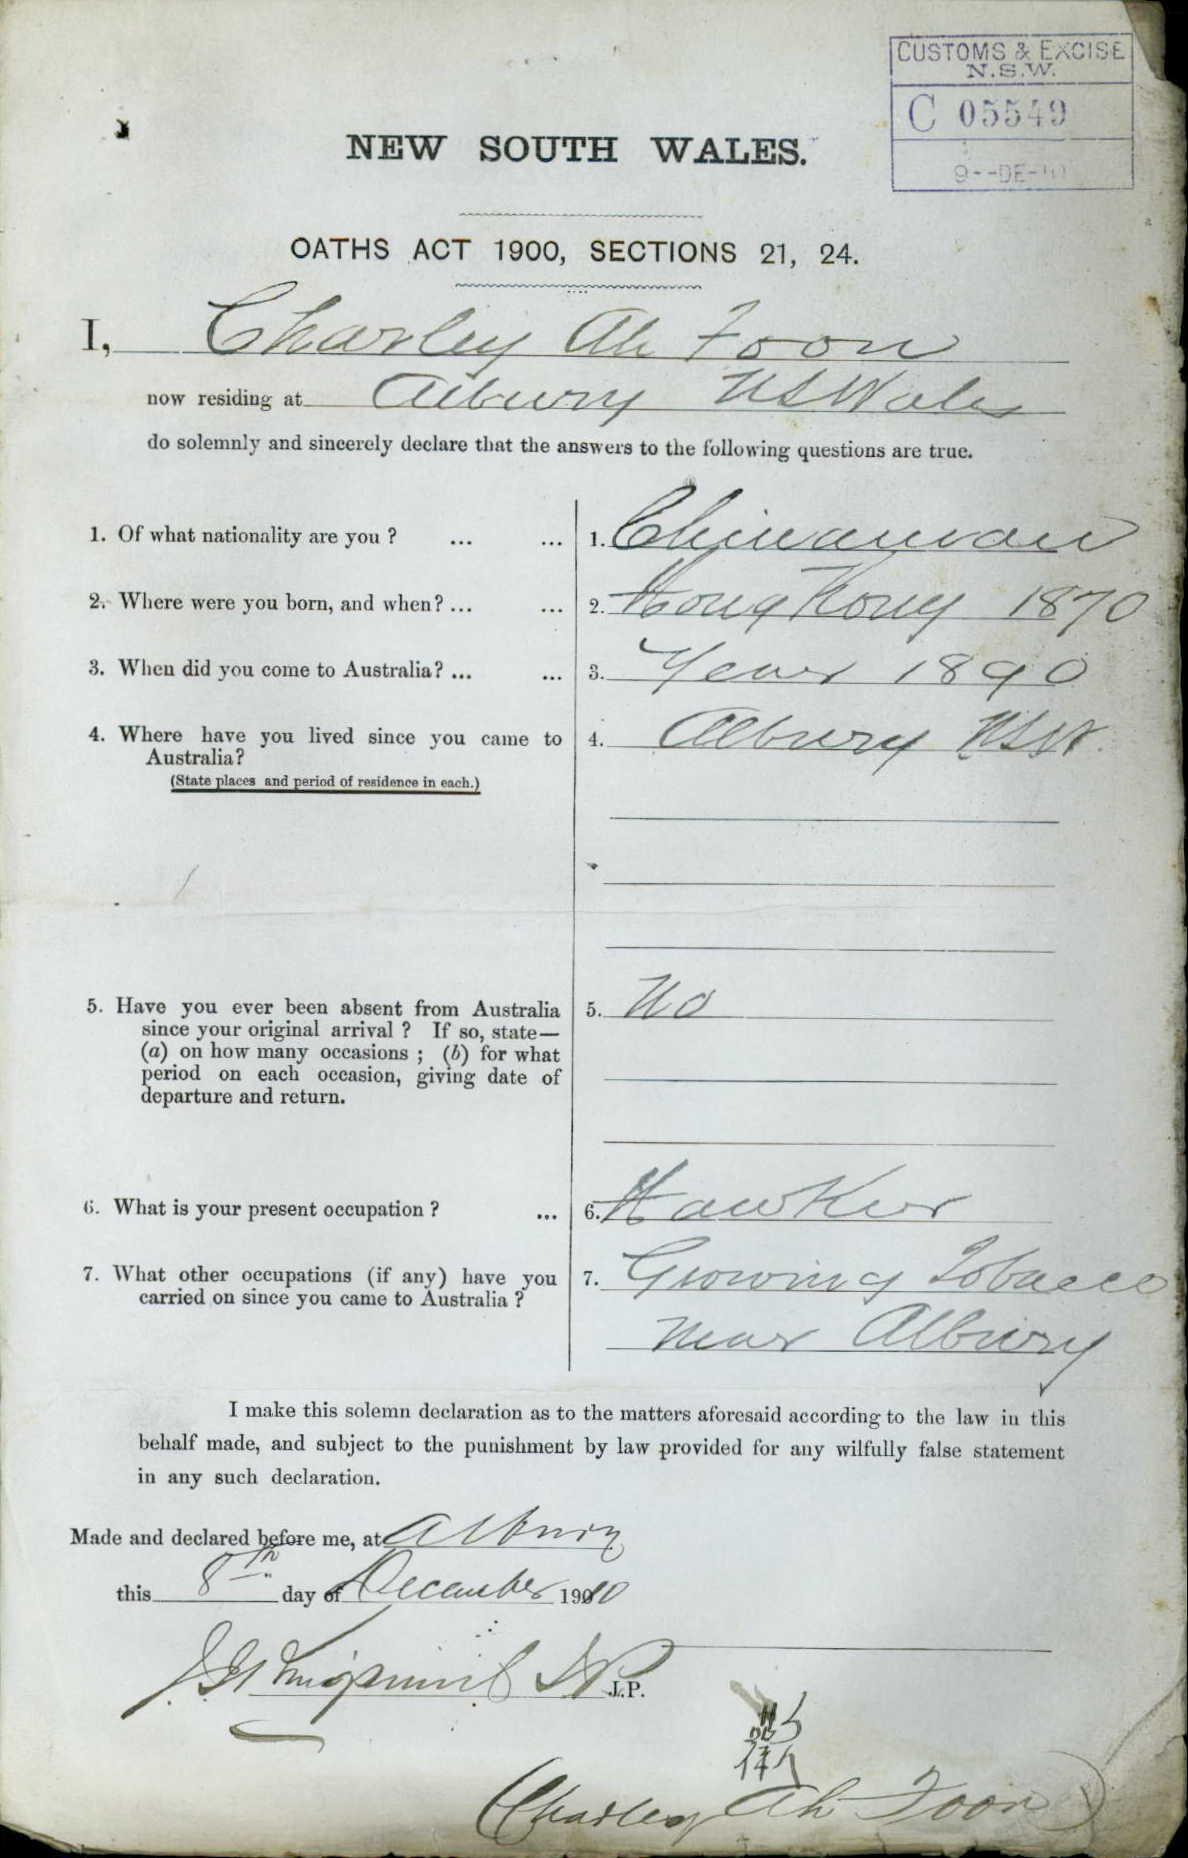 CUSTOMS & EXCISE
N.S.W.
C 05549
9--DE-10
NEW SOUTH WALES.
OATHS ACT 1900, SECTIONS 21, 24.
I, Charley Ah Foon
now residing at Albury NSWales
do solemnly and sincerely declare that the answers to the following questions are true.
1. Of what nationality are you ? ... ... 1. Chinaman
2. Where were you born, and when? ... ... 2. Hong Kong 1870
3. When did you come to Australia? ... ... 3. Year 1890
4. Where have you lived since you came to 4. Albury NSW.
Australia?
(State places and period of residence in each.)
5. Have you ever been absent from Australia 5. No
since your original arrival ? If so, state—
(a) on how many occasions ; (b) for what
period on each occasion, giving date of
departure and return.
6. What is your present occupation ? ... 6. Hawker
7. What other occupations (if any) have you 7. Growing Tobacco
carried on since you came to Australia ? near Albury
I make this solemn declaration as to the matters aforesaid according to the law in this
behalf made, and subject to the punishment by law provided for any wilfully false statement
in any such declaration.
Made and declared before me, at Albury
this 8th day of December 1910
JP J.P.
Charley Ah Foon